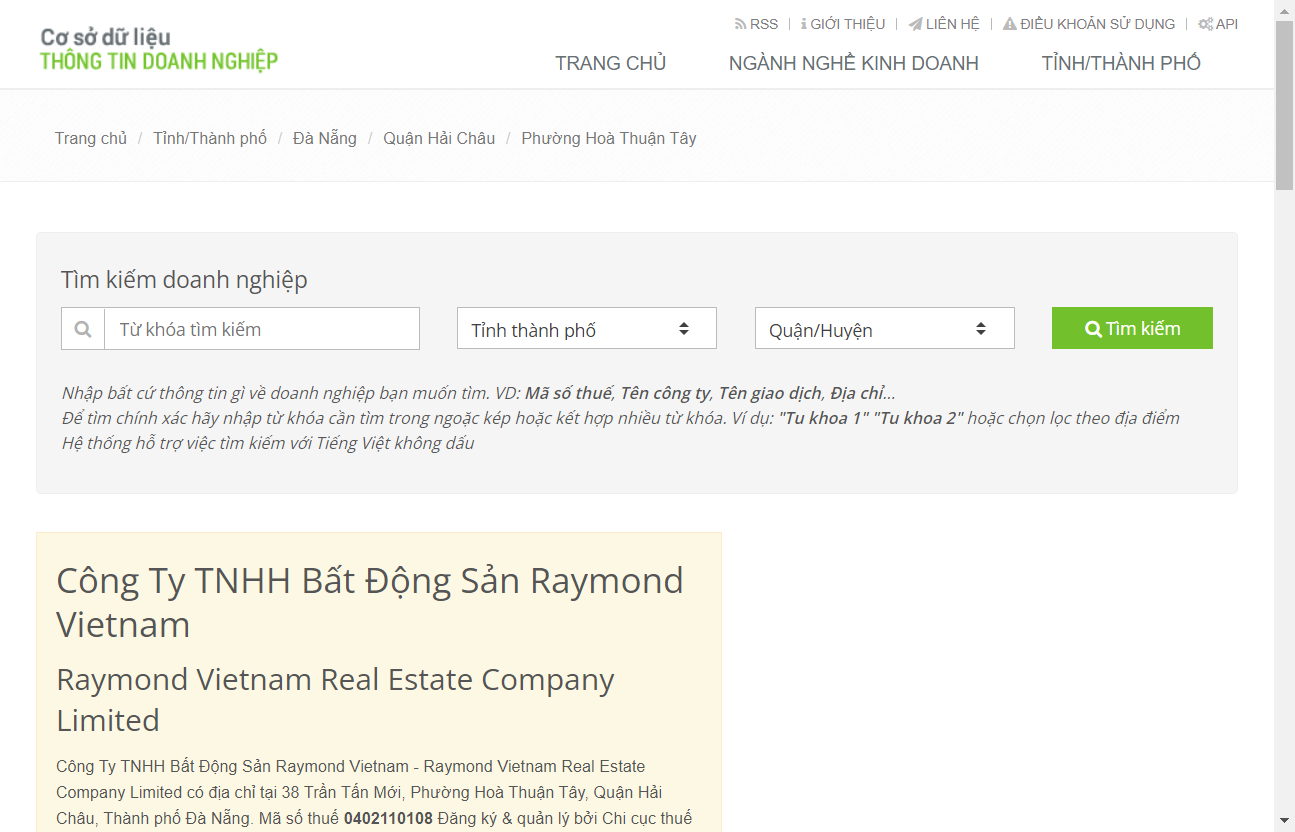 Cơ sở dữ liệu
THÔNG TIN DOANH NGHIỆP
RSS
GIỚI THIỆU
LIÊN HỆ
ĐIỀU KHOẢN SỬ DỤNG
API
TRANG CHỦ
NGÀNH NGHỀ KINH DOANH
TỈNH/THÀNH PHỐ
Trang chủ / Tỉnh/Thành phố / Đà Nẵng / Quận Hải Châu / Phường Hoà Thuận Tây
Tìm kiếm doanh nghiệp
Từ khóa tìm kiếm
Tỉnh thành phố
Quận/Huyện
Tìm kiếm
Nhập bất cứ thông tin gì về doanh nghiệp bạn muốn tìm. VD: Mã số thuế, Tên công ty, Tên giao dịch, Địa chỉ...
Để tìm chính xác hãy nhập từ khóa cần tìm trong ngoặc kép hoặc kết hợp nhiều từ khóa. Ví dụ: "Tu khoa 1" "Tu khoa 2" hoặc chọn lọc theo địa điểm
Hệ thống hỗ trợ việc tìm kiếm với Tiếng Việt không dấu
Công Ty TNHH Bất Động Sản Raymond
Vietnam
Raymond Vietnam Real Estate Company
Limited
Công Ty TNHH Bất Động Sản Raymond Vietnam - Raymond Vietnam Real Estate
Company Limited có địa chỉ tại 38 Trần Tấn Mới, Phường Hoà Thuận Tây, Quận Hải
Châu, Thành phố Đà Nẵng. Mã số thuế 0402110108 Đăng ký & quản lý bởi Chi cục thuế